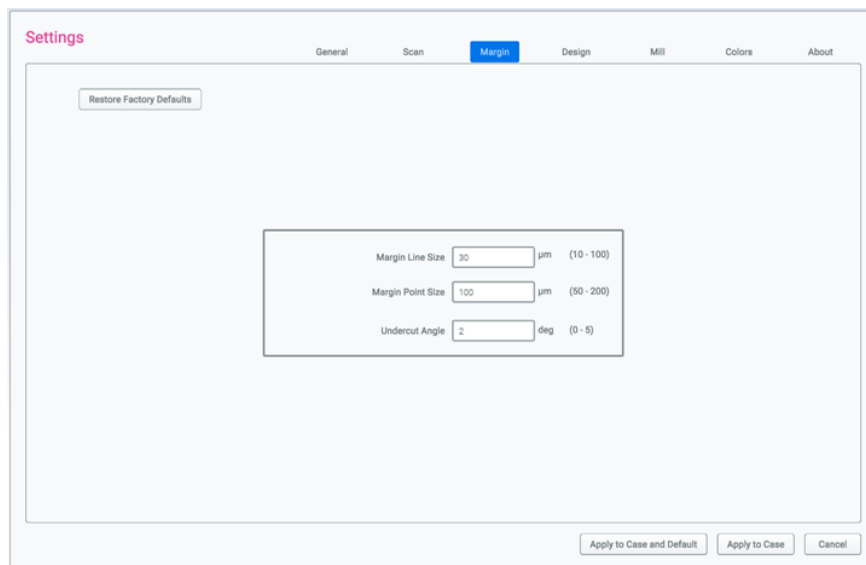 Settings
General Scan Margin Design Mill Colors About
Restore Factory Defaults
Margin Line Size 30 μm (10 - 100)
Margin Point Size 100 μm (50 - 200)
Undercut Angle 2 deg (0 - 5)
Apply to Case and Default Apply to Case Cancel